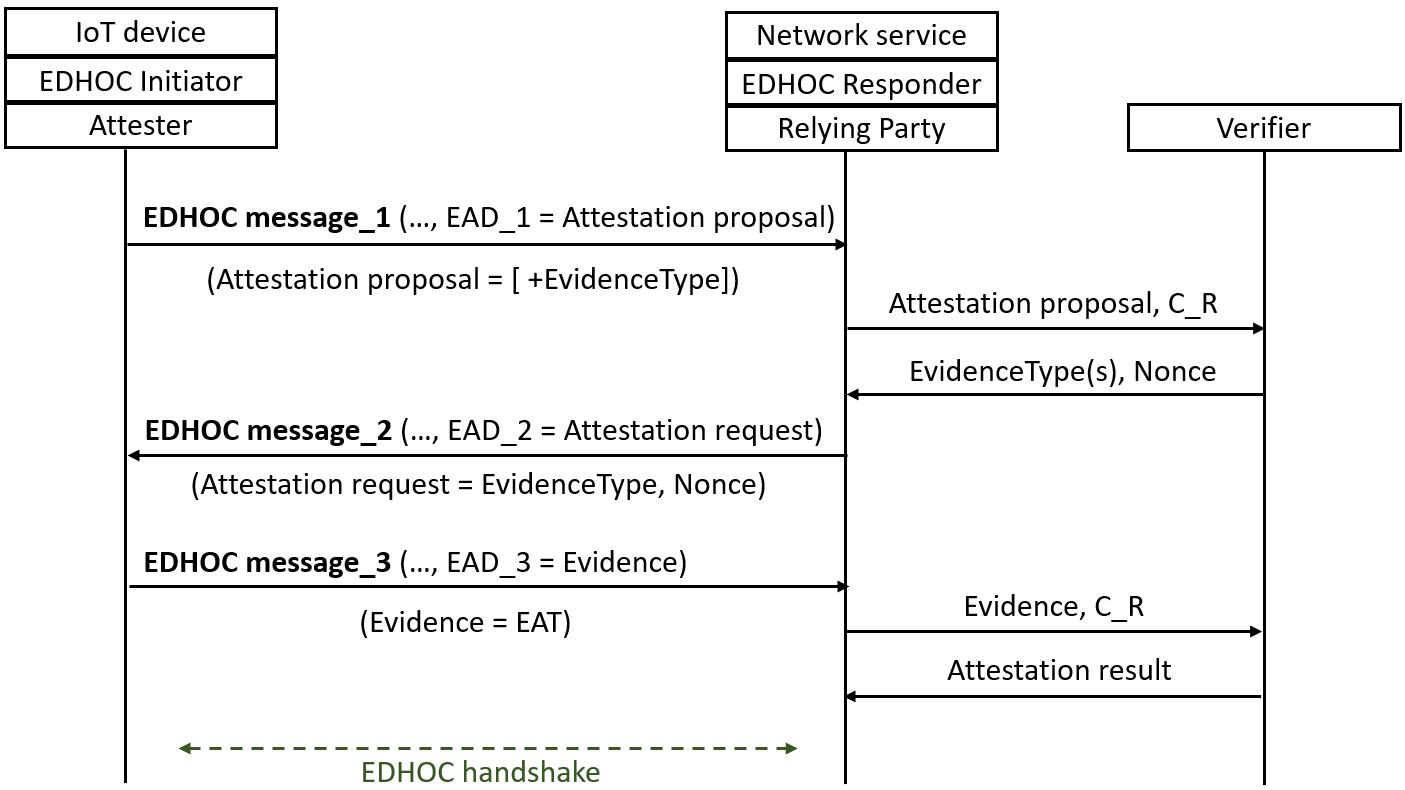 IoT device
EDHOC Initiator
Attester
Network service
EDHOC Responder
Relying Party
Verifier
EDHOC message_1 (…, EAD_1 = Attestation proposal)
(Attestation proposal = [ +EvidenceType])
Attestation proposal, C_R
EvidenceType(s), Nonce
EDHOC message_2 (…, EAD_2 = Attestation request)
(Attestation request = EvidenceType, Nonce)
EDHOC message_3 (…, EAD_3 = Evidence)
(Evidence = EAT)
Evidence, C_R
Attestation result
EDHOC handshake